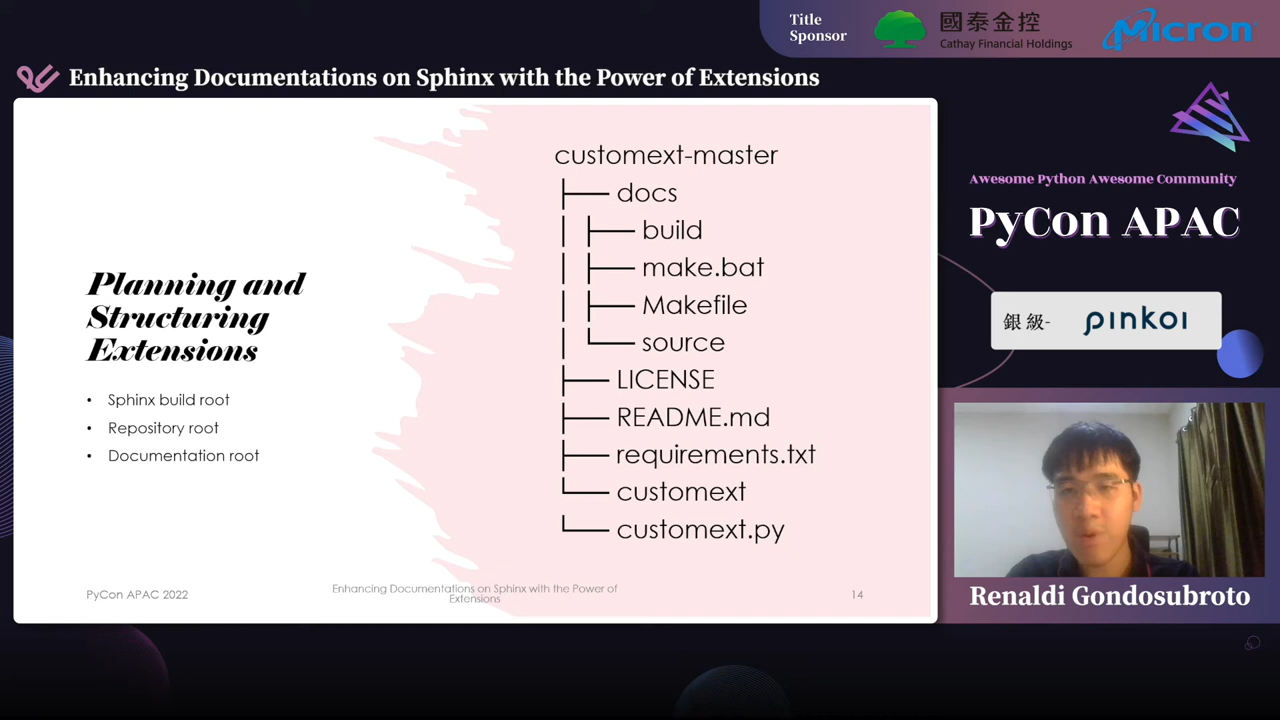 Title
Sponsor
國泰金控
Cathay Financial Holdings
Micron
Enhancing Documentations on Sphinx with the Power of Extensions
Awesome Python Awesome Community
PyCon APAC
銀級-
pinkoi
Planning and
Structuring
Extensions
• Sphinx build root
• Repository root
• Documentation root
customext-master
├── docs
│ ├── build
│ ├── make.bat
│ ├── Makefile
│ └── source
├── LICENSE
├── README.md
├── requirements.txt
└── customext
└── customext.py
PyCon APAC 2022
Enhancing Documentations on Sphinx with the Power of
Extensions
14
Renaldi Gondosubroto